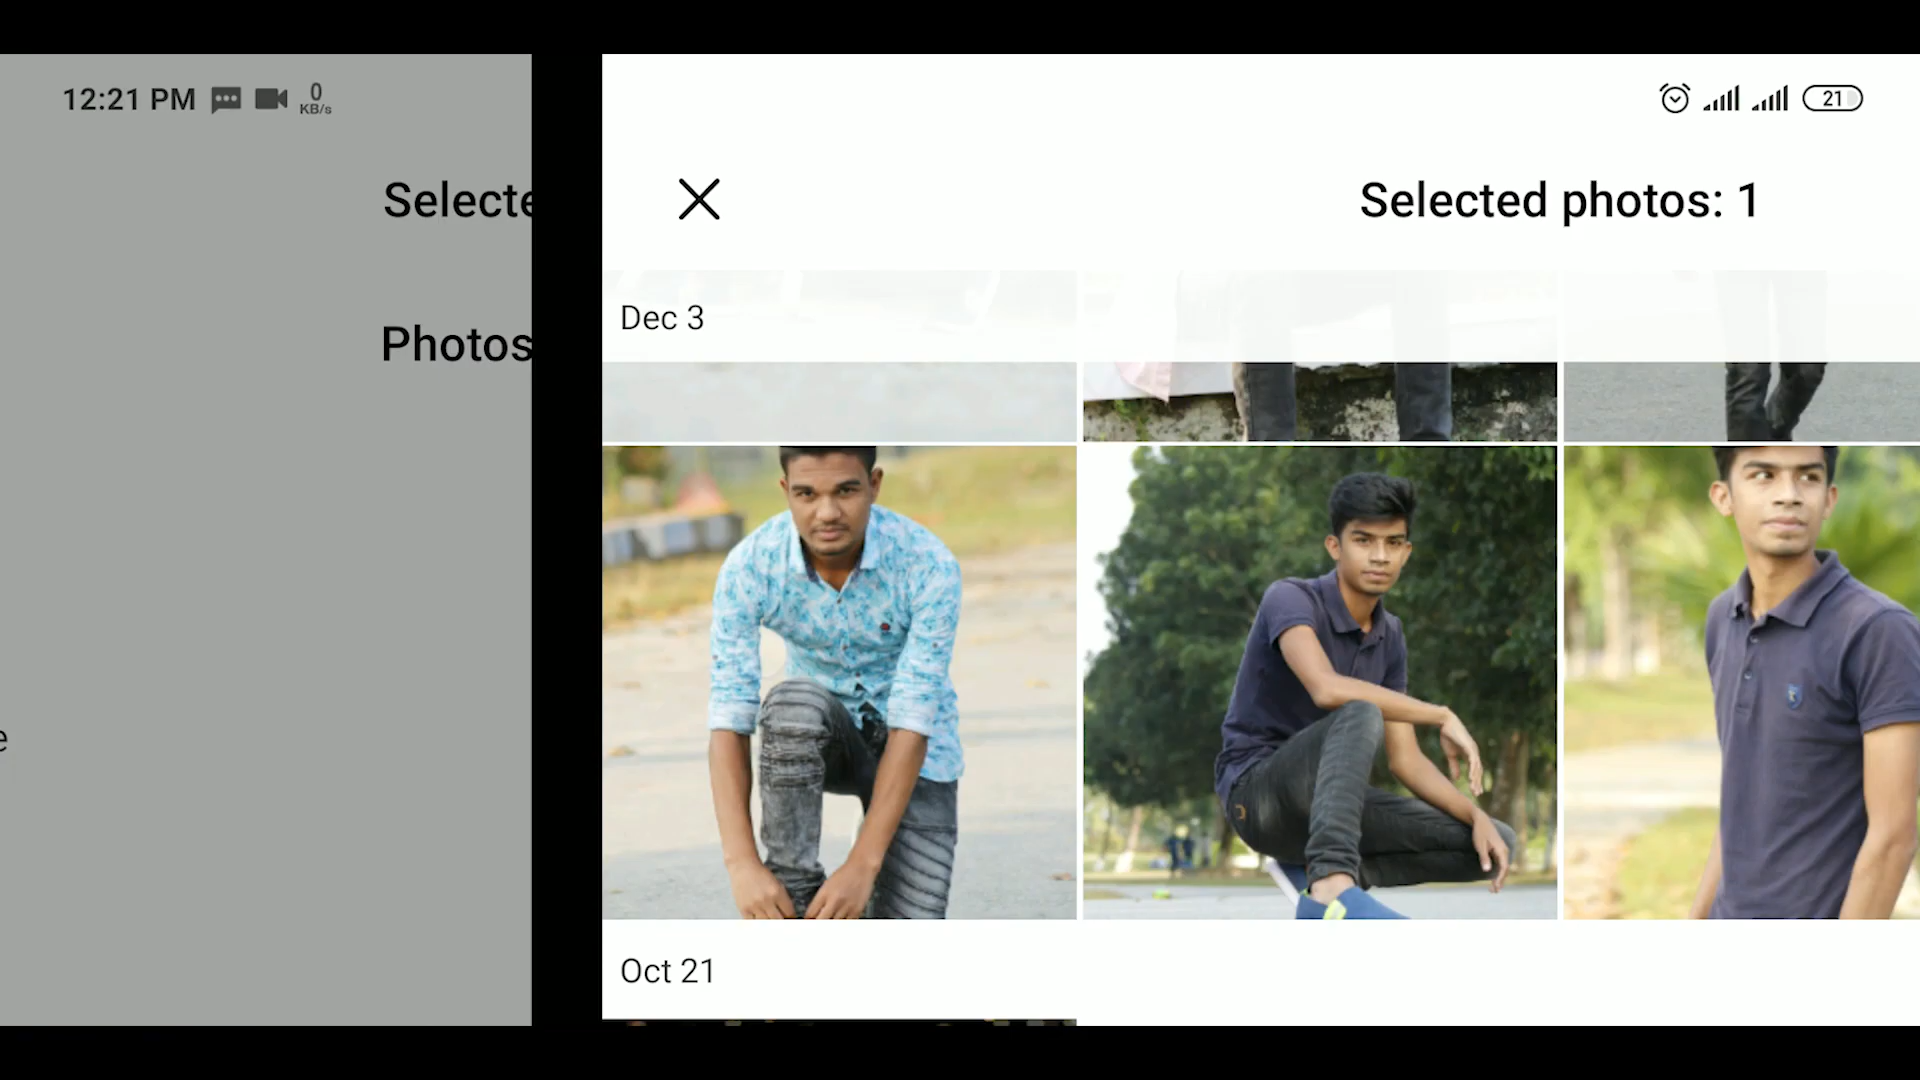 12:21 PM 0 KB/s
21
Selecte
Selected photos: 1
Dec 3
Photos
e
Oct 21